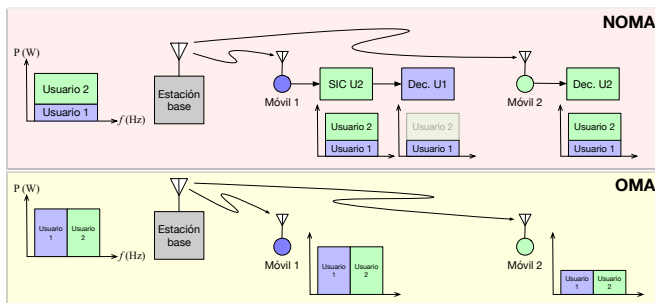 NOMA
P (W)
Usuario 2
Usuario 1
f (Hz)
Estación
base
Móvil 1
SIC U2
Dec. U1
Usuario 2
Usuario 1
Usuario 2
Usuario 1
Móvil 2
Dec. U2
Usuario 2
Usuario 1
OMA
P (W)
Usuario
1
Usuario
2
f (Hz)
Estación
base
Móvil 1
Usuario
1
Usuario
2
Móvil 2
Usuario
1
Usuario
2